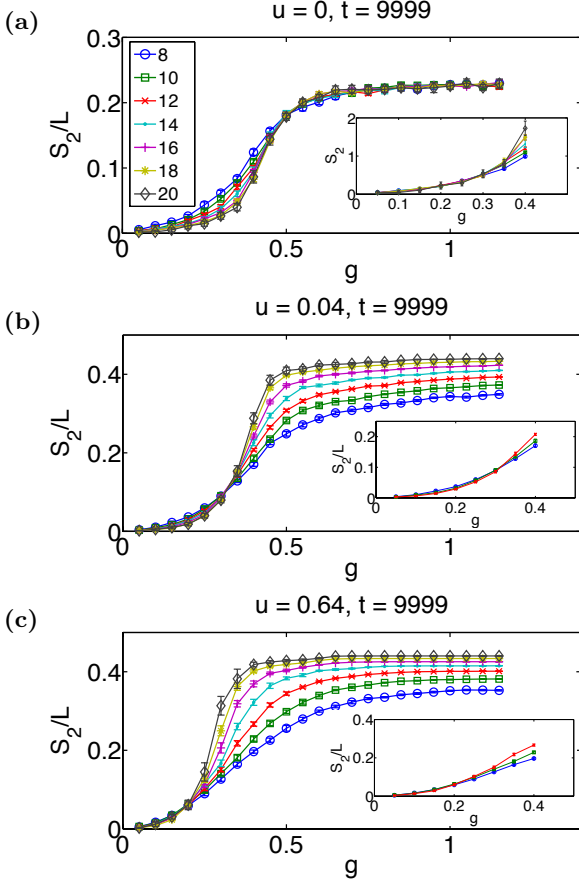 (a)
u = 0, t = 9999
S₂/L
0.3
0.2
0.1
0
8
10
12
14
16
18
20
S₂
2
1
0
0 0.1 0.2 0.3 0.4 0.5
g
0 0.5 1
g
(b)
u = 0.04, t = 9999
S₂/L
0.4
0.2
0
S₂/L
0.2
0.1
0
0 0.2 0.4
g
0 0.5 1
g
(c)
u = 0.64, t = 9999
S₂/L
0.4
0.2
0
S₂/L
0.4
0.2
0
0 0.2 0.4
g
0 0.5 1
g